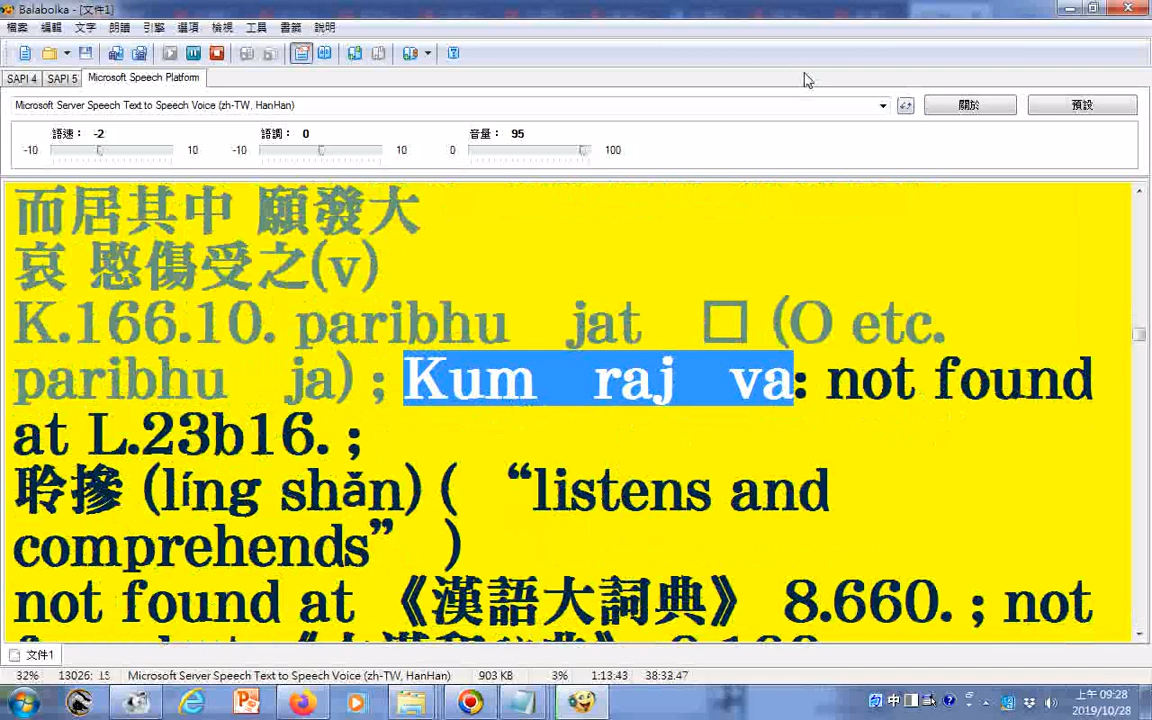 Balabolka - [文件1]
檔案 編輯 文字 朗讀 引擎 選項 檢視 工具 書籤 說明
SAPI 4 SAPI 5 Microsoft Speech Platform
Microsoft Server Speech Text to Speech Voice (zh-TW, HanHan) 關於 預設
語速： -2 語調： 0 音量： 95
-10 10 -10 10 0 100
而居其中 願發大
哀 愍傷受之(v)
K.166.10. paribhu jat □ (O etc.
paribhu ja) ; Kum raj va: not found
at L.23b16. ;
聆摻 (líng shǎn) ( “listens and
comprehends” )
not found at 《漢語大詞典》 8.660. ; not
文件1
32% 13026: Microsoft Server Speech Text to Speech Voice (zh-TW, HanHan) 903 KB 3% 1:13:43 38:33.47
中 上午 09:28
2019/10/28